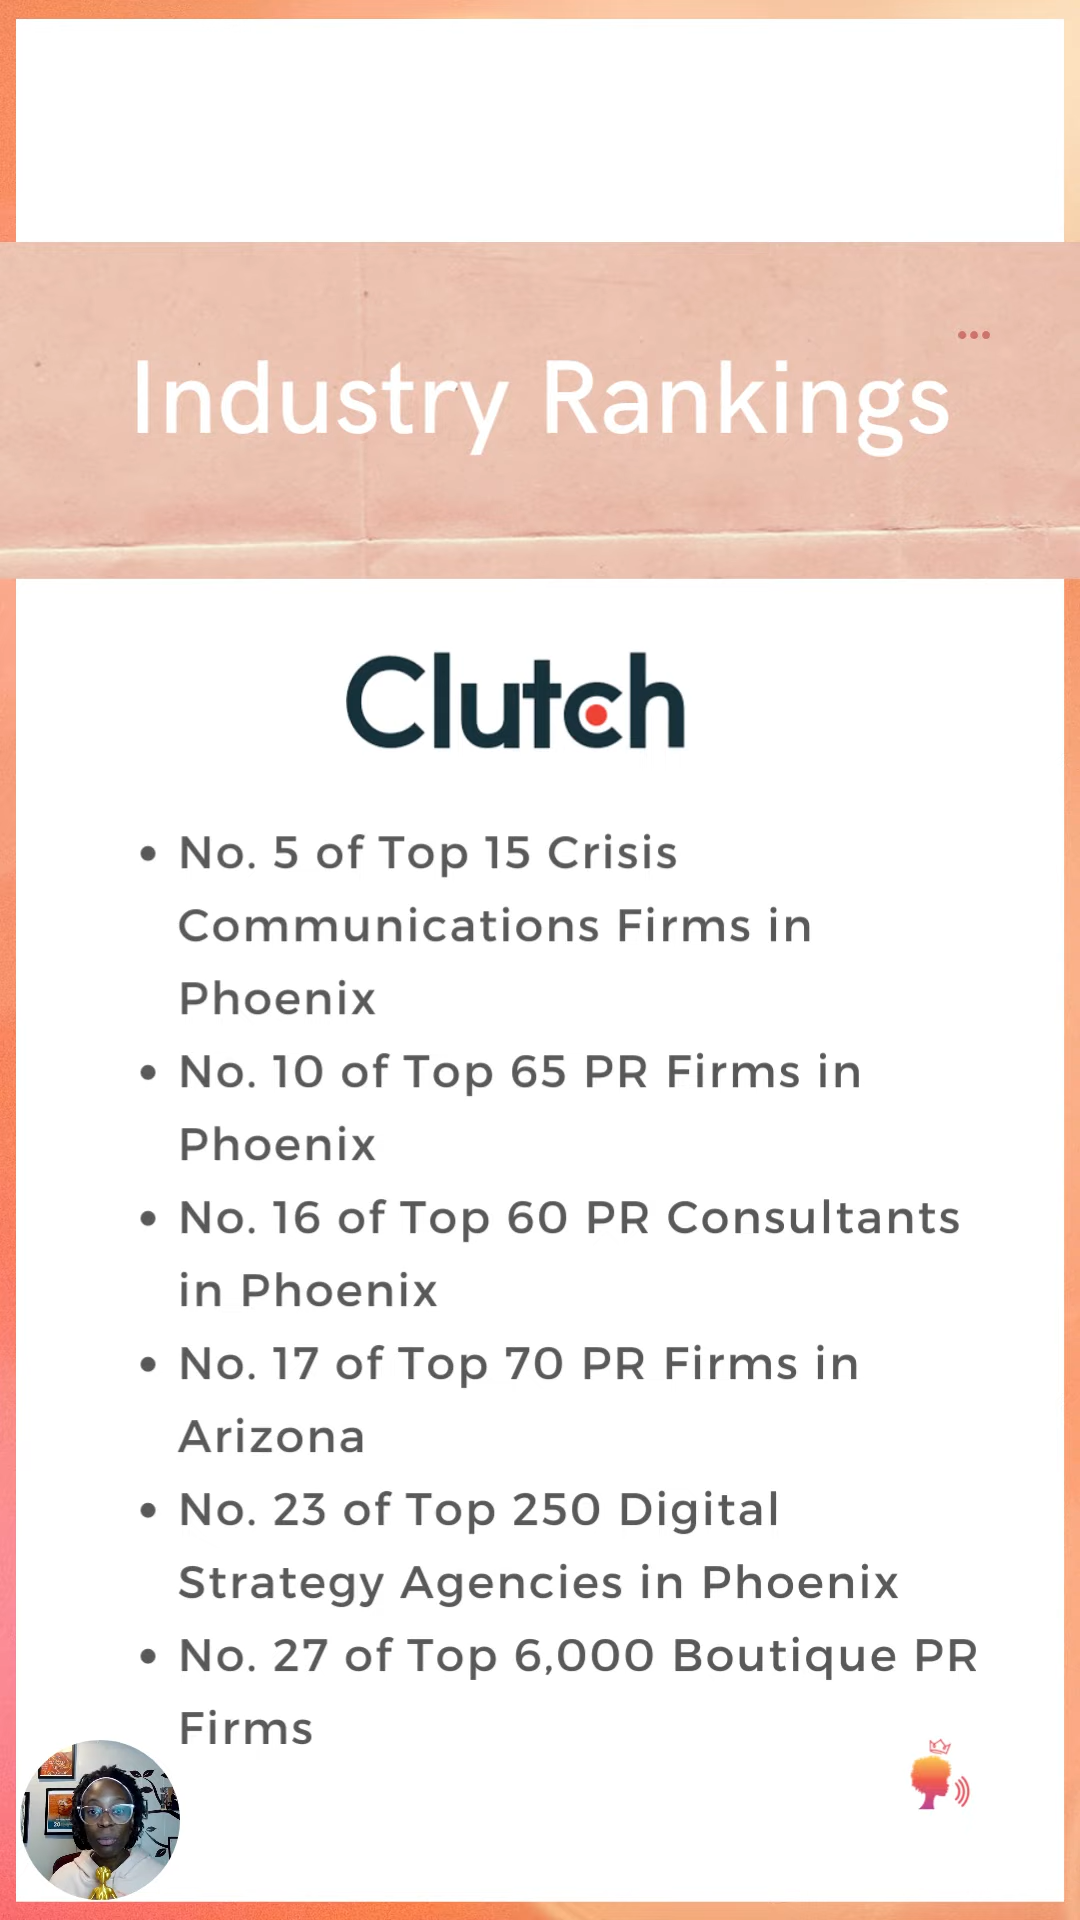 Industry Rankings
Clutch
• No. 5 of Top 15 Crisis
Communications Firms in
Phoenix
• No. 10 of Top 65 PR Firms in
Phoenix
• No. 16 of Top 60 PR Consultants
in Phoenix
• No. 17 of Top 70 PR Firms in
Arizona
• No. 23 of Top 250 Digital
Strategy Agencies in Phoenix
• No. 27 of Top 6,000 Boutique PR
Firms
20